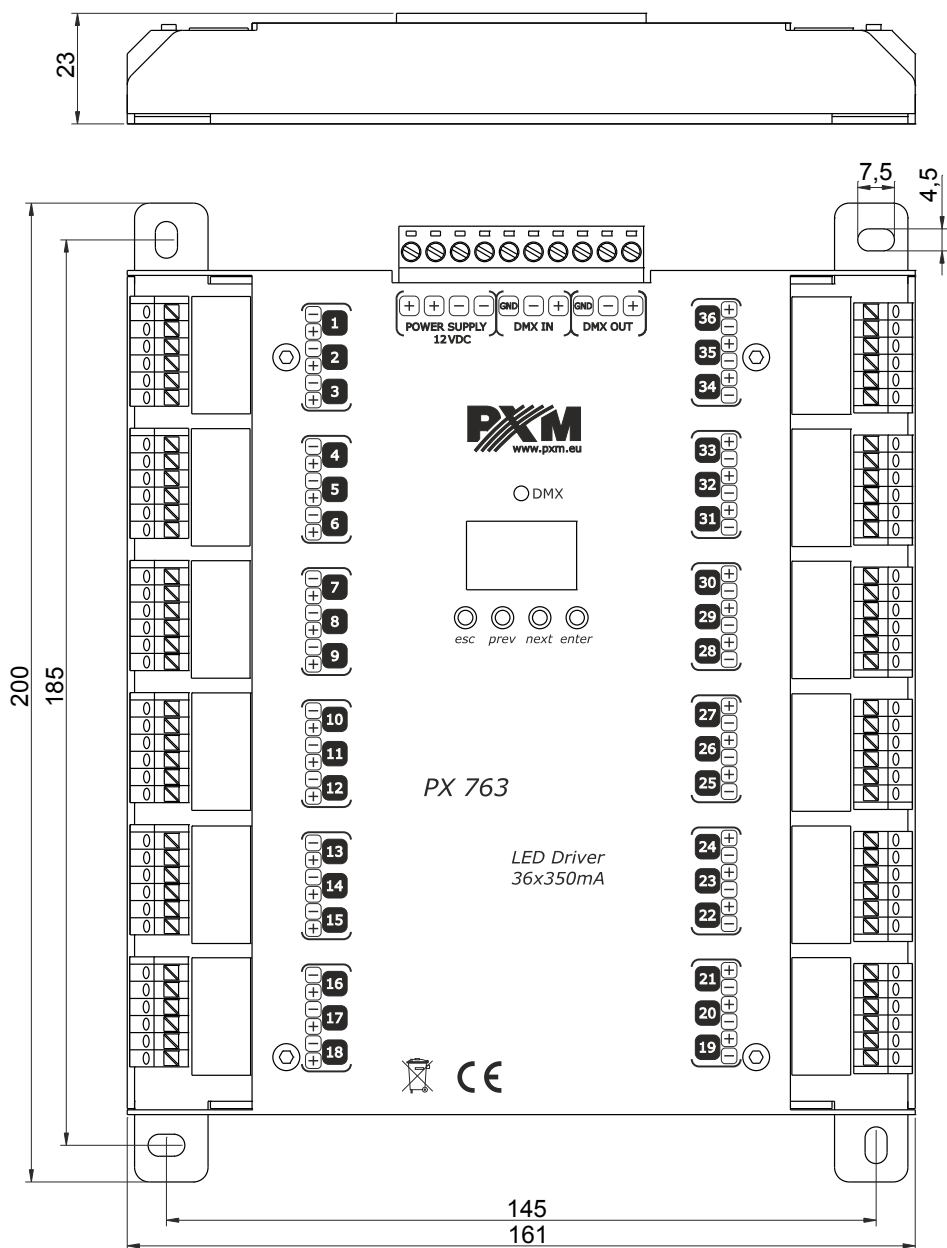 23
7,5
4,5
200
185
+ + − − GND − + GND − +
POWER SUPPLY DMX IN DMX OUT
12VDC
− + 1
− + 2
− + 3
− + 4
− + 5
− + 6
− + 7
− + 8
− + 9
− + 10
− + 11
− + 12
− + 13
− + 14
− + 15
− + 16
− + 17
− + 18
PXM
www.pxm.eu
DMX
esc prev next enter
PX 763
LED Driver
36x350mA
CE
36 + −
35 + −
34 + −
33 + −
32 + −
31 + −
30 + −
29 + −
28 + −
27 + −
26 + −
25 + −
24 + −
23 + −
22 + −
21 + −
20 + −
19 + −
145
161